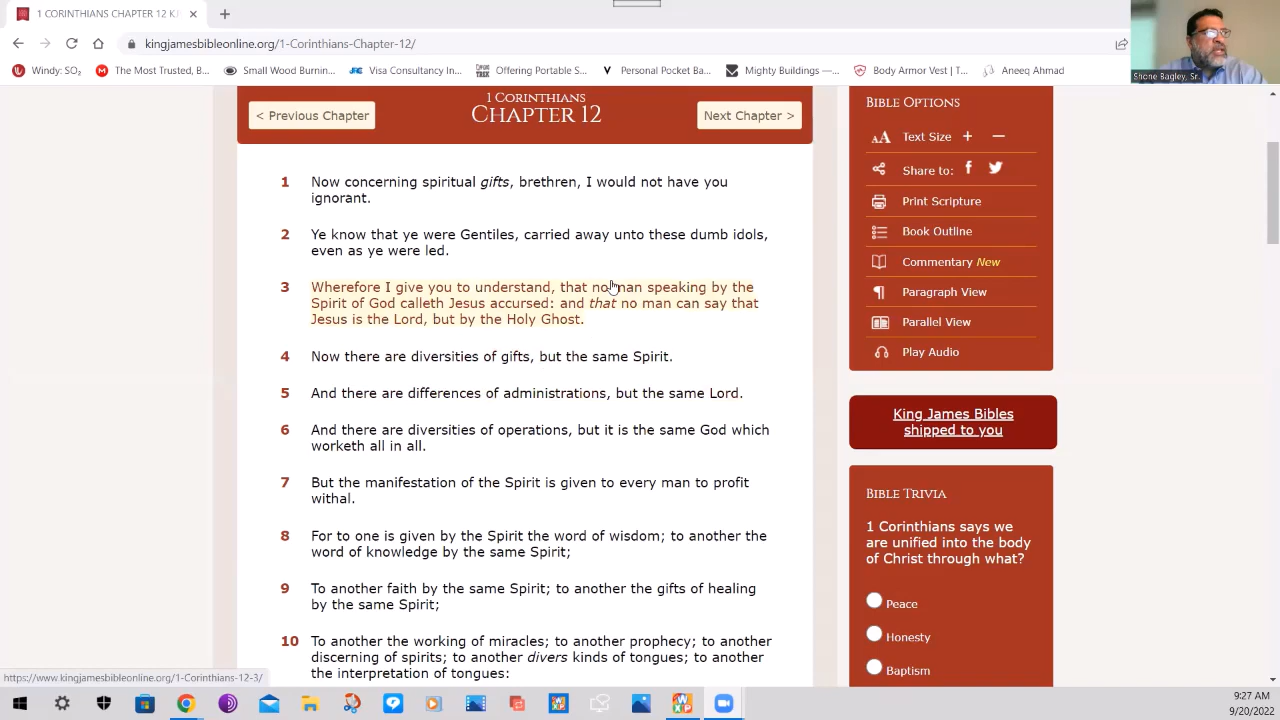 1 CORINTHIANS CHAPTER 12 KJ
kingjamesbibleonline.org/1-Corinthians-Chapter-12/
Windy: SO₂
The Most Trusted, B...
Small Wood Burnin...
Visa Consultancy In...
Offering Portable S...
Personal Pocket Ba...
Mighty Buildings —...
Body Armor Vest | T...
Aneeq Ahmad
Shone Bagley, Sr.
< Previous Chapter
1 CORINTHIANS
CHAPTER 12
Next Chapter >
1 Now concerning spiritual gifts, brethren, I would not have you
ignorant.
2 Ye know that ye were Gentiles, carried away unto these dumb idols,
even as ye were led.
3 Wherefore I give you to understand, that no man speaking by the
Spirit of God calleth Jesus accursed: and that no man can say that
Jesus is the Lord, but by the Holy Ghost.
4 Now there are diversities of gifts, but the same Spirit.
5 And there are differences of administrations, but the same Lord.
6 And there are diversities of operations, but it is the same God which
worketh all in all.
7 But the manifestation of the Spirit is given to every man to profit
withal.
8 For to one is given by the Spirit the word of wisdom; to another the
word of knowledge by the same Spirit;
9 To another faith by the same Spirit; to another the gifts of healing
by the same Spirit;
10 To another the working of miracles; to another prophecy; to another
discerning of spirits; to another divers kinds of tongues; to another
the interpretation of tongues:
BIBLE OPTIONS
AA Text Size + −
Share to:
Print Scripture
Book Outline
Commentary New
¶ Paragraph View
Parallel View
Play Audio
King James Bibles
shipped to you
BIBLE TRIVIA
1 Corinthians says we
are unified into the body
of Christ through what?
Peace
Honesty
Baptism
https://www.kingjamesbibleonline.org/1-Corinthians-12-3/
9:27 AM
9/20/2022